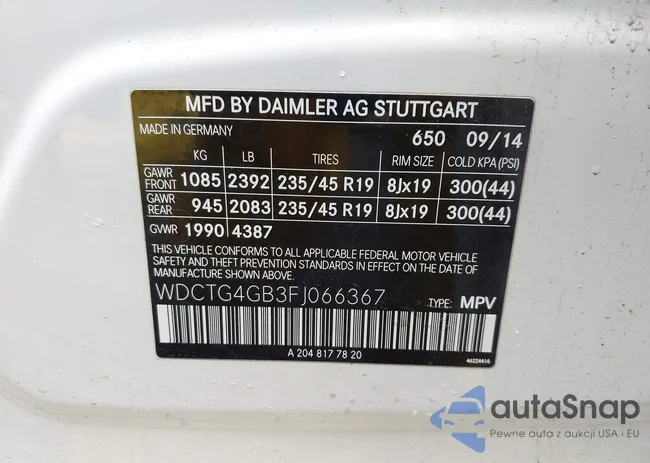 MFD BY DAIMLER AG STUTTGART
MADE IN GERMANY 650 09/14
KG LB TIRES RIM SIZE COLD KPA (PSI)
GAWR FRONT 1085 2392 235/45 R19 8Jx19 300(44)
GAWR REAR 945 2083 235/45 R19 8Jx19 300(44)
GVWR 1990 4387
THIS VEHICLE CONFORMS TO ALL APPLICABLE FEDERAL MOTOR VEHICLE
SAFETY AND THEFT PREVENTION STANDARDS IN EFFECT ON THE DATE
OF MANUFACTURE SHOWN ABOVE.
WDCTG4GB3FJ066367 TYPE: MPV
A 204 817 78 20 46224616
autaSnap
Pewne auta z aukcji USA i EU